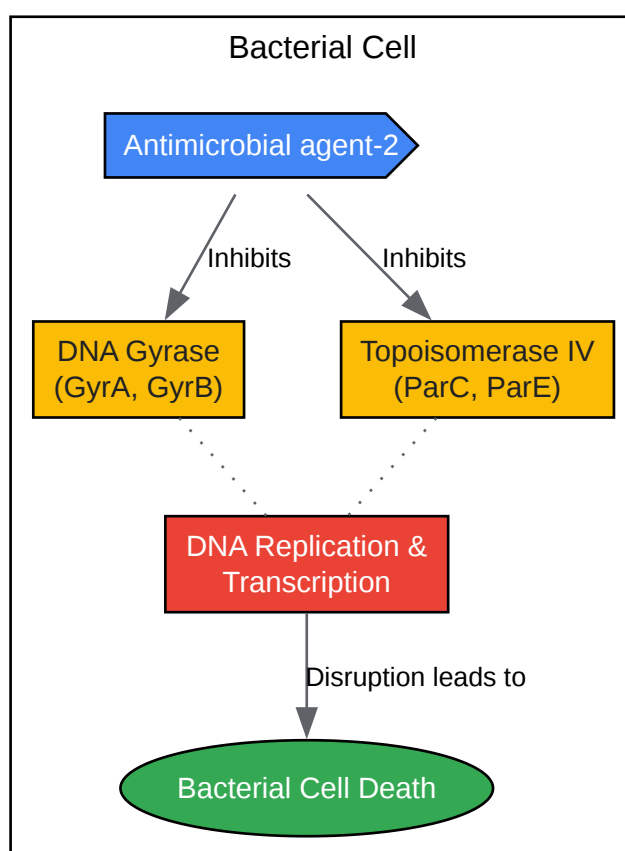 Bacterial Cell
Antimicrobial agent-2
Inhibits
Inhibits
DNA Gyrase
(GyrA, GyrB)
Topoisomerase IV
(ParC, ParE)
DNA Replication &
Transcription
Disruption leads to
Bacterial Cell Death